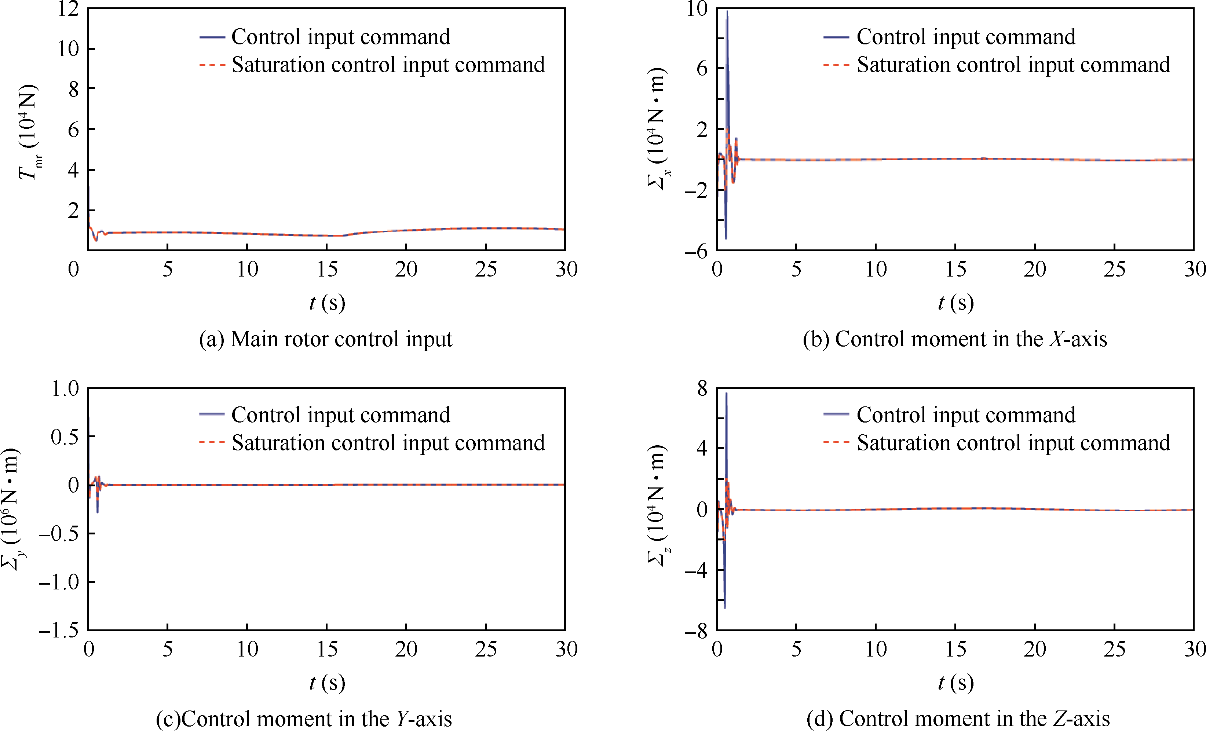 12
10
8
6
4
2
T_mr (10⁴ N)
Control input command
Saturation control input command
0 5 10 15 20 25 30
t (s)
(a) Main rotor control input
10
6
2
−2
−6
Σ_x (10⁴ N • m)
Control input command
Saturation control input command
0 5 10 15 20 25 30
t (s)
(b) Control moment in the X-axis
1.0
0.5
0
−0.5
−1.0
−1.5
Σ_y (10⁶ N • m)
Control input command
Saturation control input command
0 5 10 15 20 25 30
t (s)
(c)Control moment in the Y-axis
8
4
0
−4
−8
Σ_z (10⁴ N • m)
Control input command
Saturation control input command
0 5 10 15 20 25 30
t (s)
(d) Control moment in the Z-axis